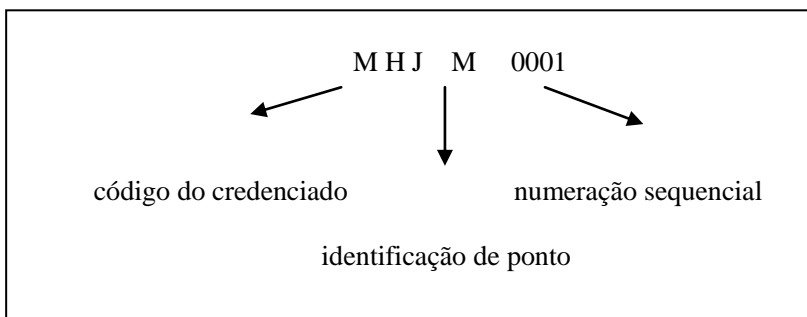 M H J M 0001
código do credenciado numeração sequencial
identificação de ponto